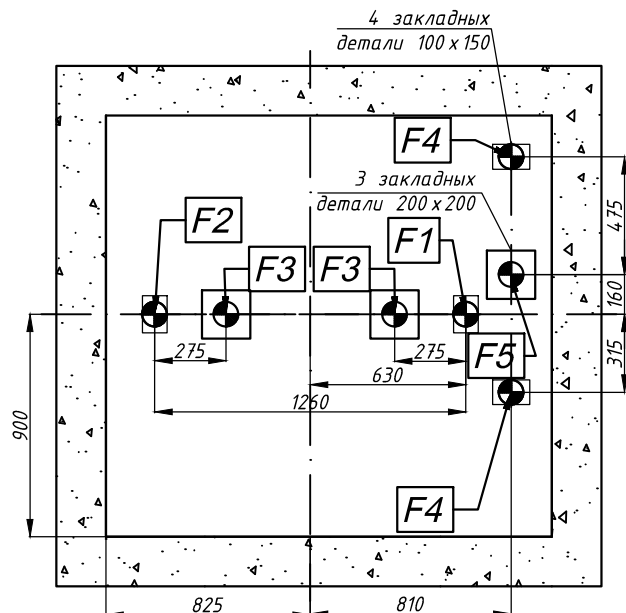 4 закладных
детали 100 x 150
F4
3 закладных
детали 200 x 200
F2
F3
F3
F1
475
160
315
275
275
F5
630
1260
900
F4
825
810